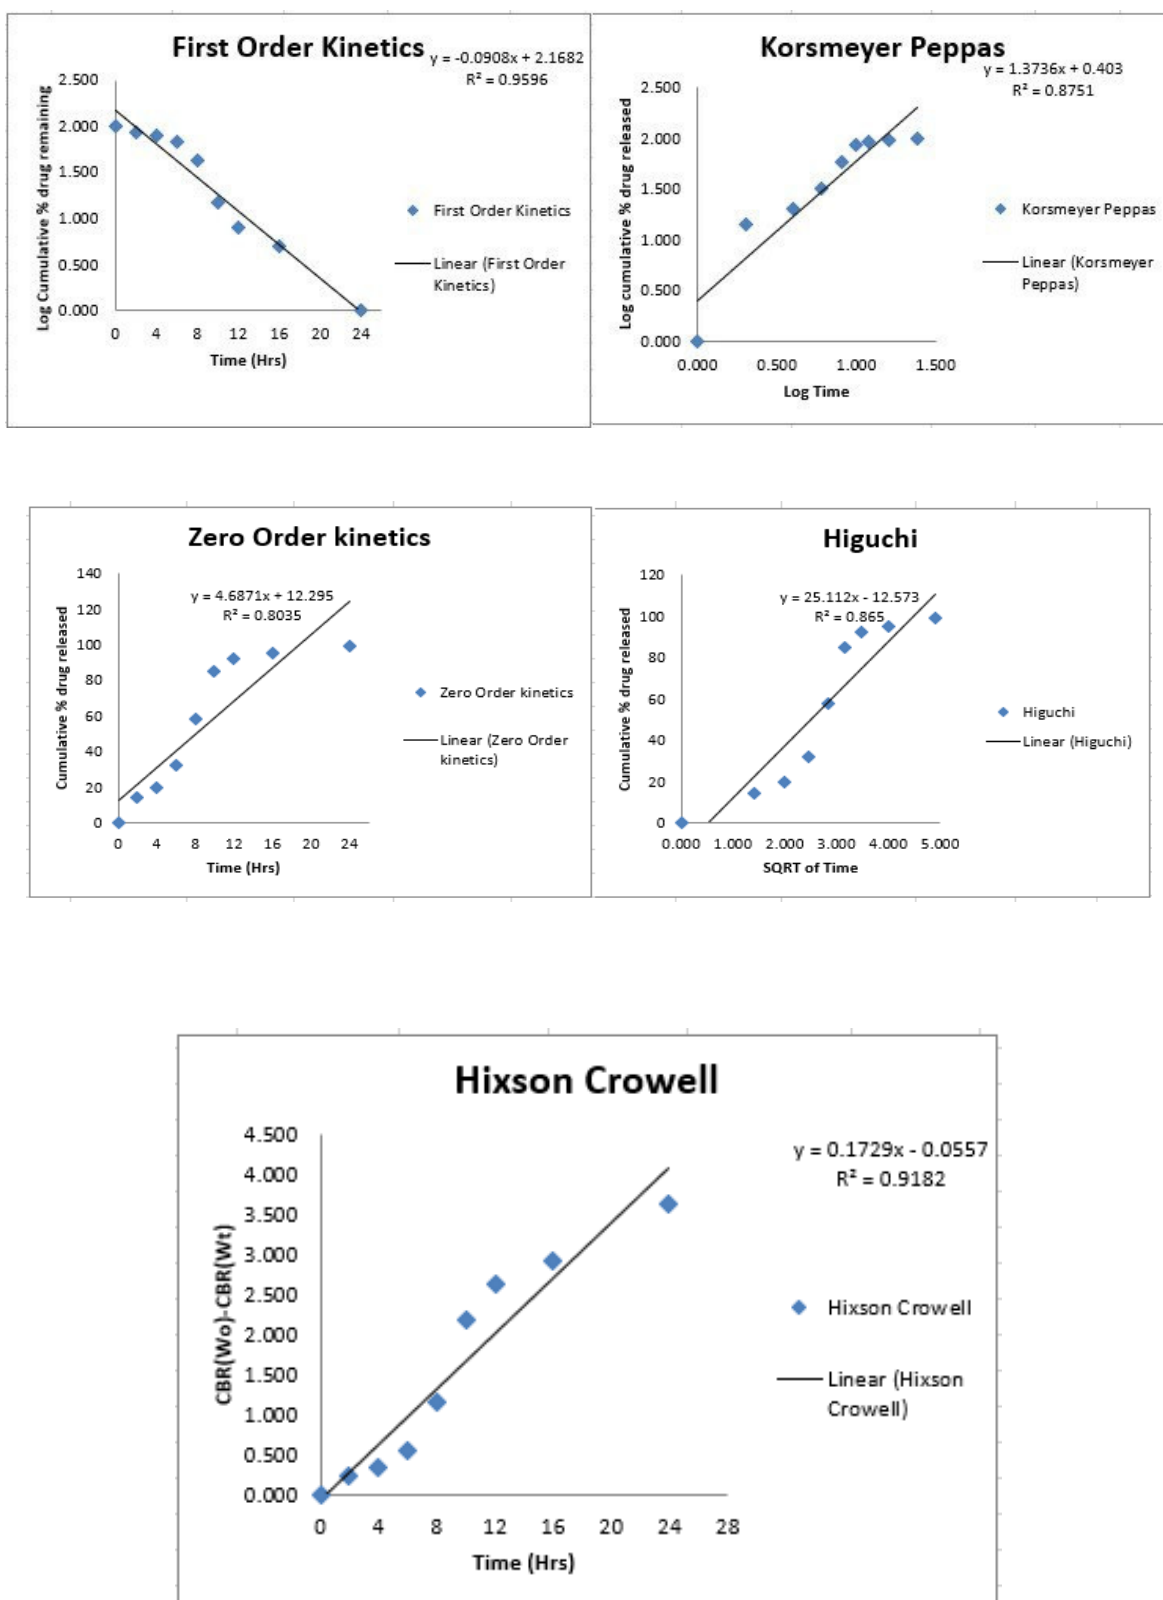 First Order Kinetics
y = -0.0908x + 2.1682
R² = 0.9596
Log Cumulative % drug remaining
2.500
2.000
1.500
1.000
0.500
0.000
0 4 8 12 16 20 24
Time (Hrs)
First Order Kinetics
Linear (First Order
Kinetics)
Korsmeyer Peppas
y = 1.3736x + 0.403
R² = 0.8751
Log cumulative % drug released
2.500
2.000
1.500
1.000
0.500
0.000
0.000 0.500 1.000 1.500
Log Time
Korsmeyer Peppas
Linear (Korsmeyer
Peppas)
Zero Order kinetics
y = 4.6871x + 12.295
R² = 0.8035
Cumulative % drug released
140
120
100
80
60
40
20
0
0 4 8 12 16 20 24
Time (Hrs)
Zero Order kinetics
Linear (Zero Order
kinetics)
Higuchi
y = 25.112x - 12.573
R² = 0.865
Cumulative % drug released
120
100
80
60
40
20
0
0.000 1.000 2.000 3.000 4.000 5.000
SQRT of Time
Higuchi
Linear (Higuchi)
Hixson Crowell
y = 0.1729x - 0.0557
R² = 0.9182
CBR(Wo)-CBR(Wt)
4.500
4.000
3.500
3.000
2.500
2.000
1.500
1.000
0.500
0.000
0 4 8 12 16 20 24 28
Time (Hrs)
Hixson Crowell
Linear (Hixson
Crowell)